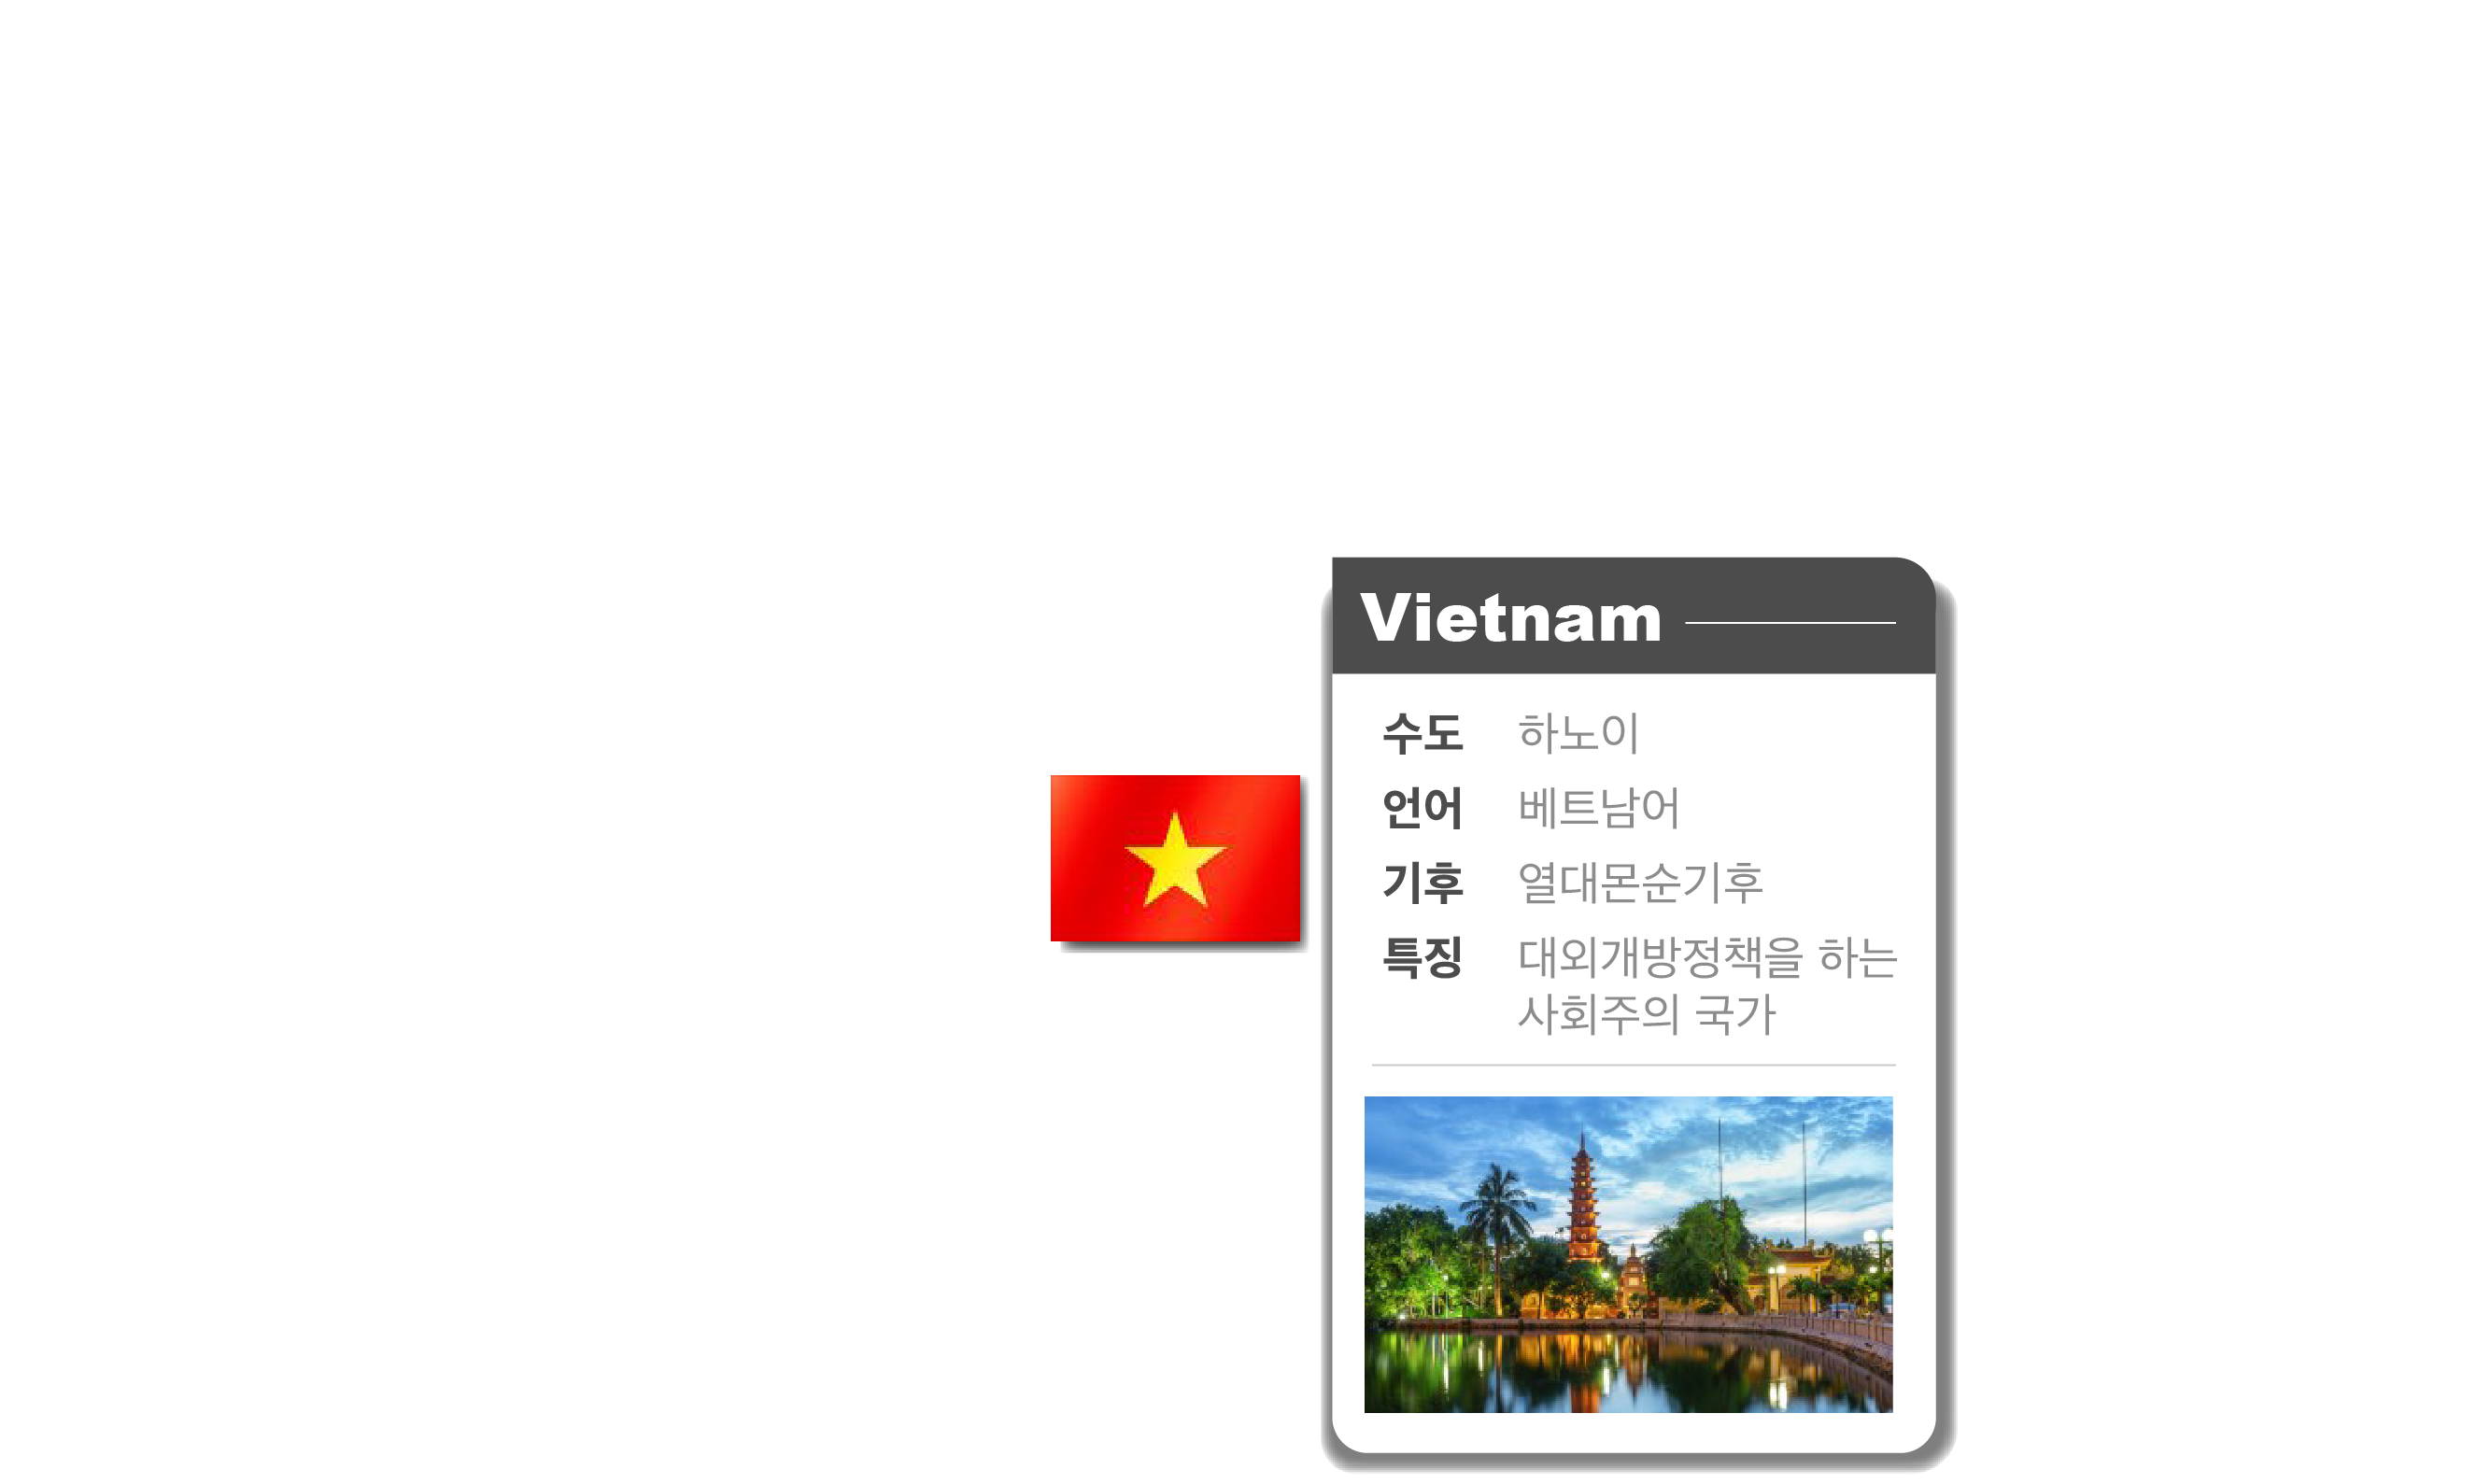 Vietnam
수도 하노이
언어 베트남어
기후 열대몬순기후
특징 대외개방정책을 하는
사회주의 국가